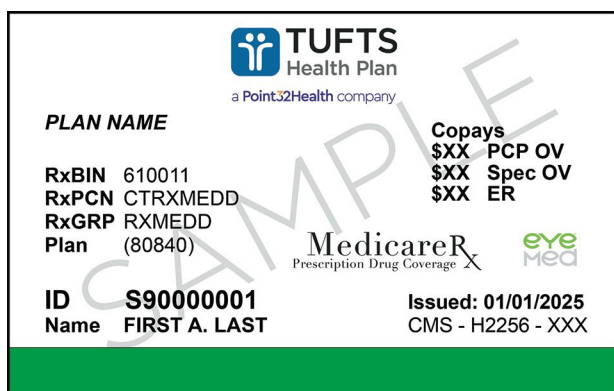 TUFTS
Health Plan
a Point32Health company
PLAN NAME
Copays
$XX PCP OV
$XX Spec OV
$XX ER
RxBIN 610011
RxPCN CTRXMEDD
RxGRP RXMEDD
Plan (80840)
MedicareRx
Prescription Drug Coverage
eye
Med
SAMPLE
ID S90000001
Name FIRST A. LAST
Issued: 01/01/2025
CMS - H2256 - XXX